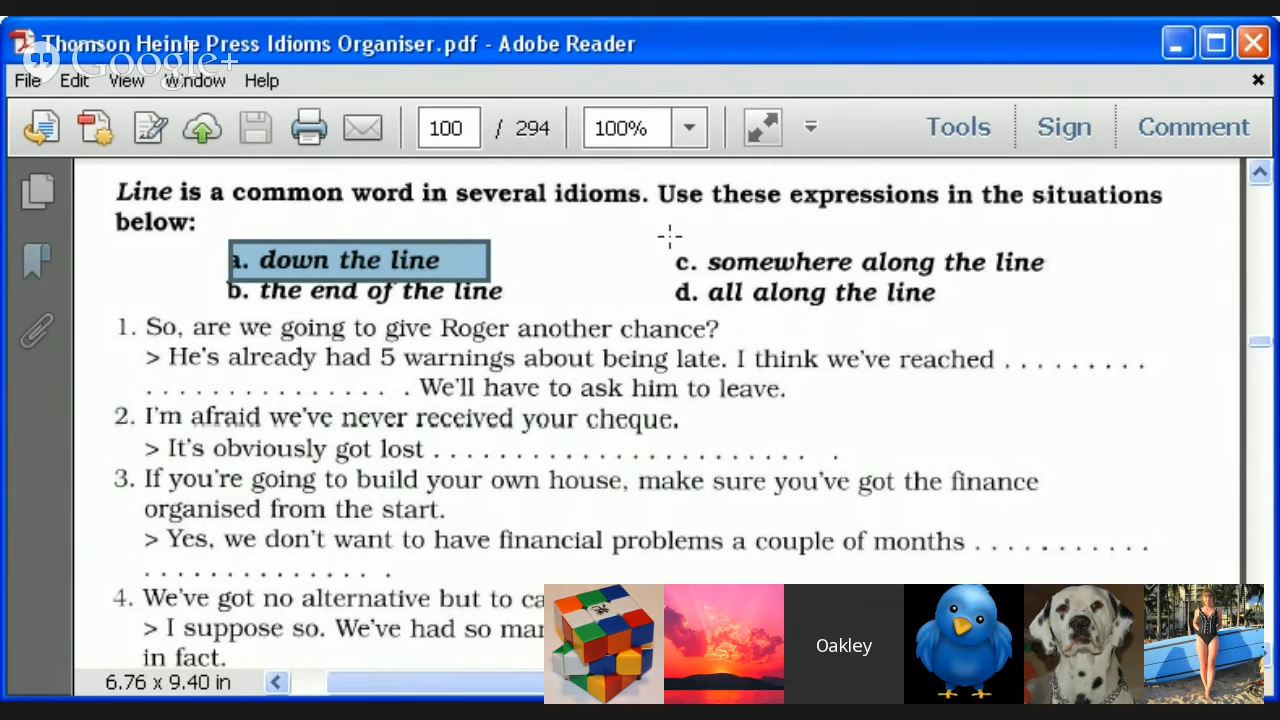 Thomson Heinle Press Idioms Organiser.pdf - Adobe Reader
Google+
File Edit View Window Help
100 / 294 100% Tools Sign Comment
Line is a common word in several idioms. Use these expressions in the situations
below:
a. down the line c. somewhere along the line
b. the end of the line d. all along the line
1. So, are we going to give Roger another chance?
> He's already had 5 warnings about being late. I think we've reached . . . . . . . . .
. . . . . . . . . . . . . . . . We'll have to ask him to leave.
2. I'm afraid we've never received your cheque.
> It's obviously got lost . . . . . . . . . . . . . . . . . . . . . . . .
3. If you're going to build your own house, make sure you've got the finance
organised from the start.
> Yes, we don't want to have financial problems a couple of months . . . . . . . . . . .
. . . . . . . . . . . . . . .
4. We've got no alternative but to ca
> I suppose so. We've had so mar
in fact.
Oakley
6.76 x 9.40 in